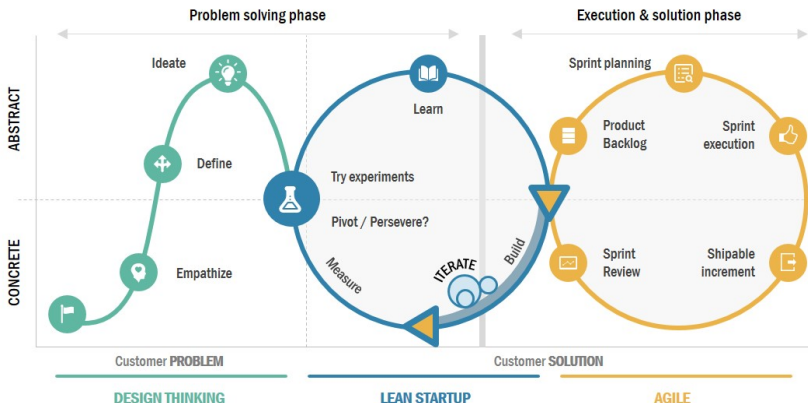 Problem solving phase
Execution & solution phase
ABSTRACT
CONCRETE
Ideate
Define
Empathize
Learn
Try experiments
Pivot / Persevere?
Measure
ITERATE
Build
Sprint planning
Product
Backlog
Sprint
execution
Sprint
Review
Shipable
increment
Customer PROBLEM
Customer SOLUTION
DESIGN THINKING
LEAN STARTUP
AGILE